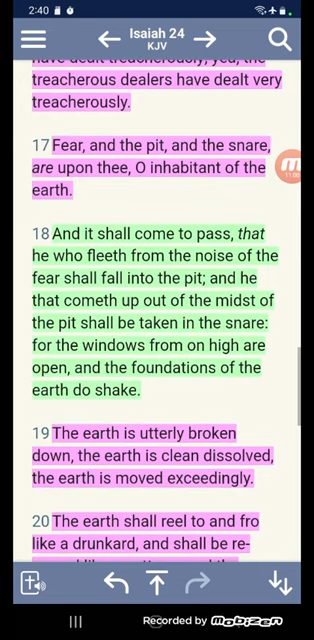 2:40
Isaiah 24
KJV
have dealt treacherously; yea, the
treacherous dealers have dealt very
treacherously.
17 Fear, and the pit, and the snare,
are upon thee, O inhabitant of the
earth.
18 And it shall come to pass, that
he who fleeth from the noise of the
fear shall fall into the pit; and he
that cometh up out of the midst of
the pit shall be taken in the snare:
for the windows from on high are
open, and the foundations of the
earth do shake.
19 The earth is utterly broken
down, the earth is clean dissolved,
the earth is moved exceedingly.
20 The earth shall reel to and fro
like a drunkard, and shall be re-
Recorded by Mobizen